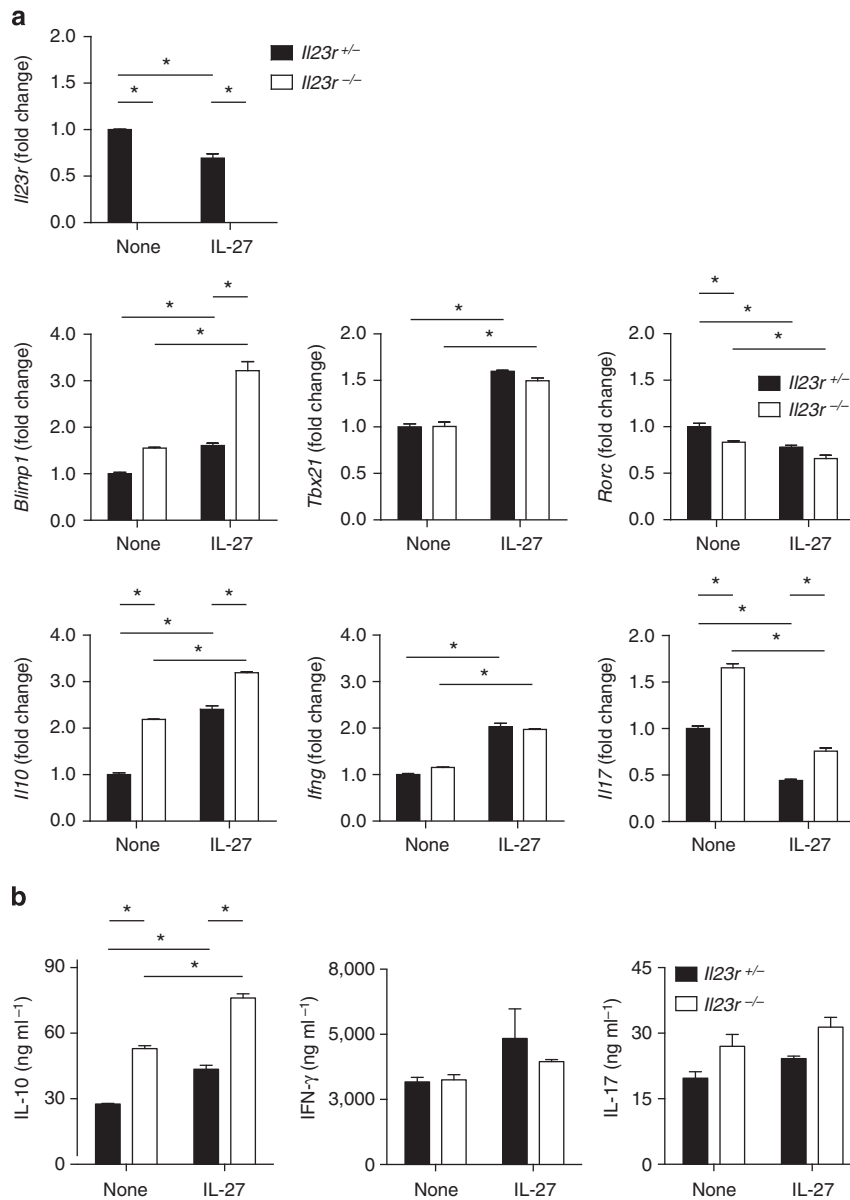 a
Il23r (fold change)
2.0
1.5
1.0
0.5
0.0
*
* *
None IL-27
Il23r +/–
Il23r –/–
Blimp1 (fold change)
4.0
3.0
2.0
1.0
0.0
*
*
*
None IL-27
Tbx21 (fold change)
2.0
1.5
1.0
0.5
0.0
*
*
None IL-27
Rorc (fold change)
2.0
1.5
1.0
0.5
0.0
*
*
*
Il23r +/–
Il23r –/–
None IL-27
Il10 (fold change)
4.0
3.0
2.0
1.0
0.0
* *
*
*
None IL-27
Ifng (fold change)
4.0
3.0
2.0
1.0
0.0
*
*
None IL-27
Il17 (fold change)
2.0
1.5
1.0
0.5
0.0
* *
*
*
None IL-27
b
IL-10 (ng ml–1)
90
60
30
0
* *
*
*
None IL-27
IFN-γ (ng ml–1)
8,000
5,000
3,000
0
None IL-27
IL-17 (ng ml–1)
45
30
15
0
Il23r +/–
Il23r –/–
None IL-27